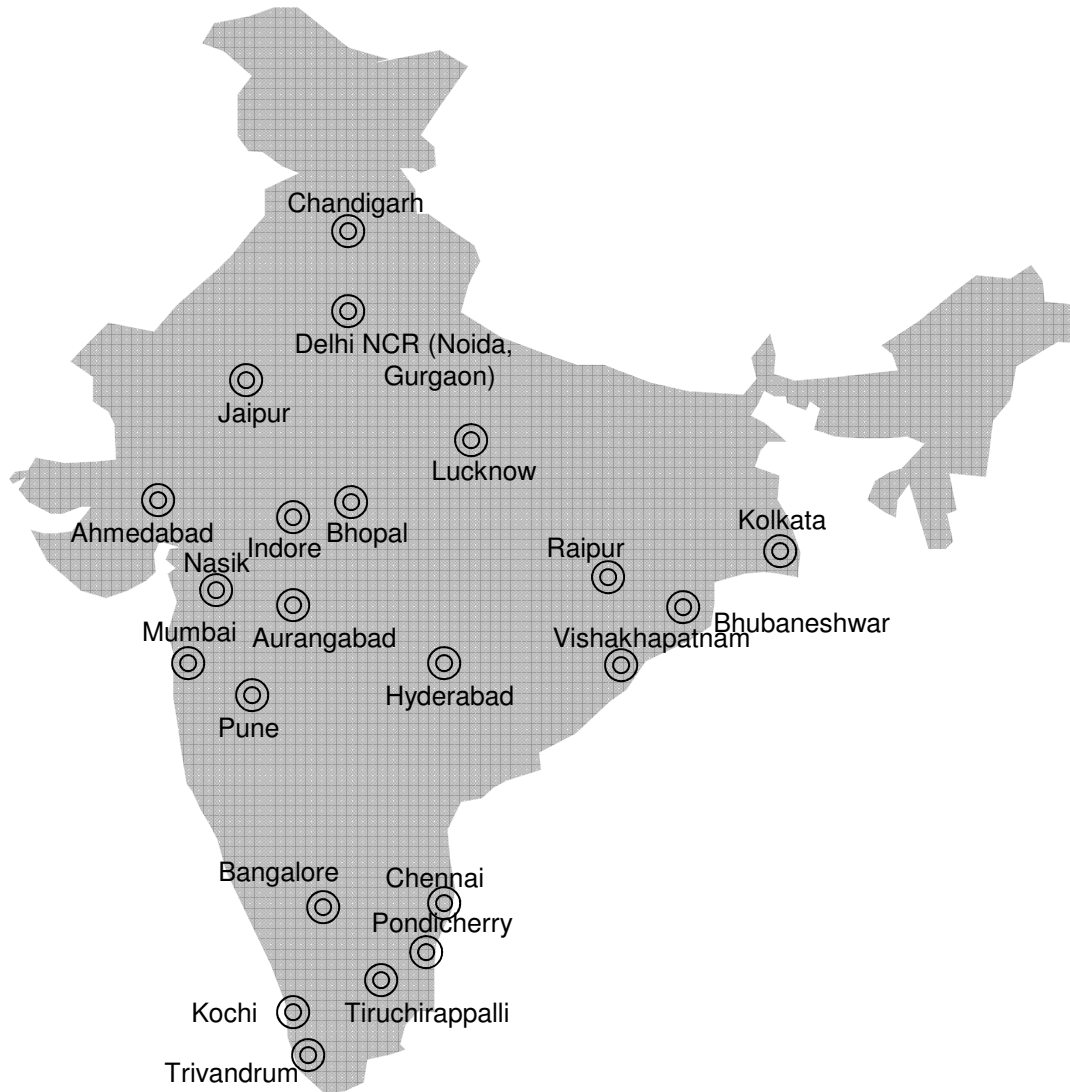 Chandigarh
Delhi NCR (Noida,
Gurgaon)
Jaipur
Lucknow
Ahmedabad
Indore
Bhopal
Kolkata
Nasik
Raipur
Mumbai
Aurangabad
Bhubaneshwar
Vishakhapatnam
Hyderabad
Pune
Bangalore
Chennai
Pondicherry
Kochi
Tiruchirappalli
Trivandrum